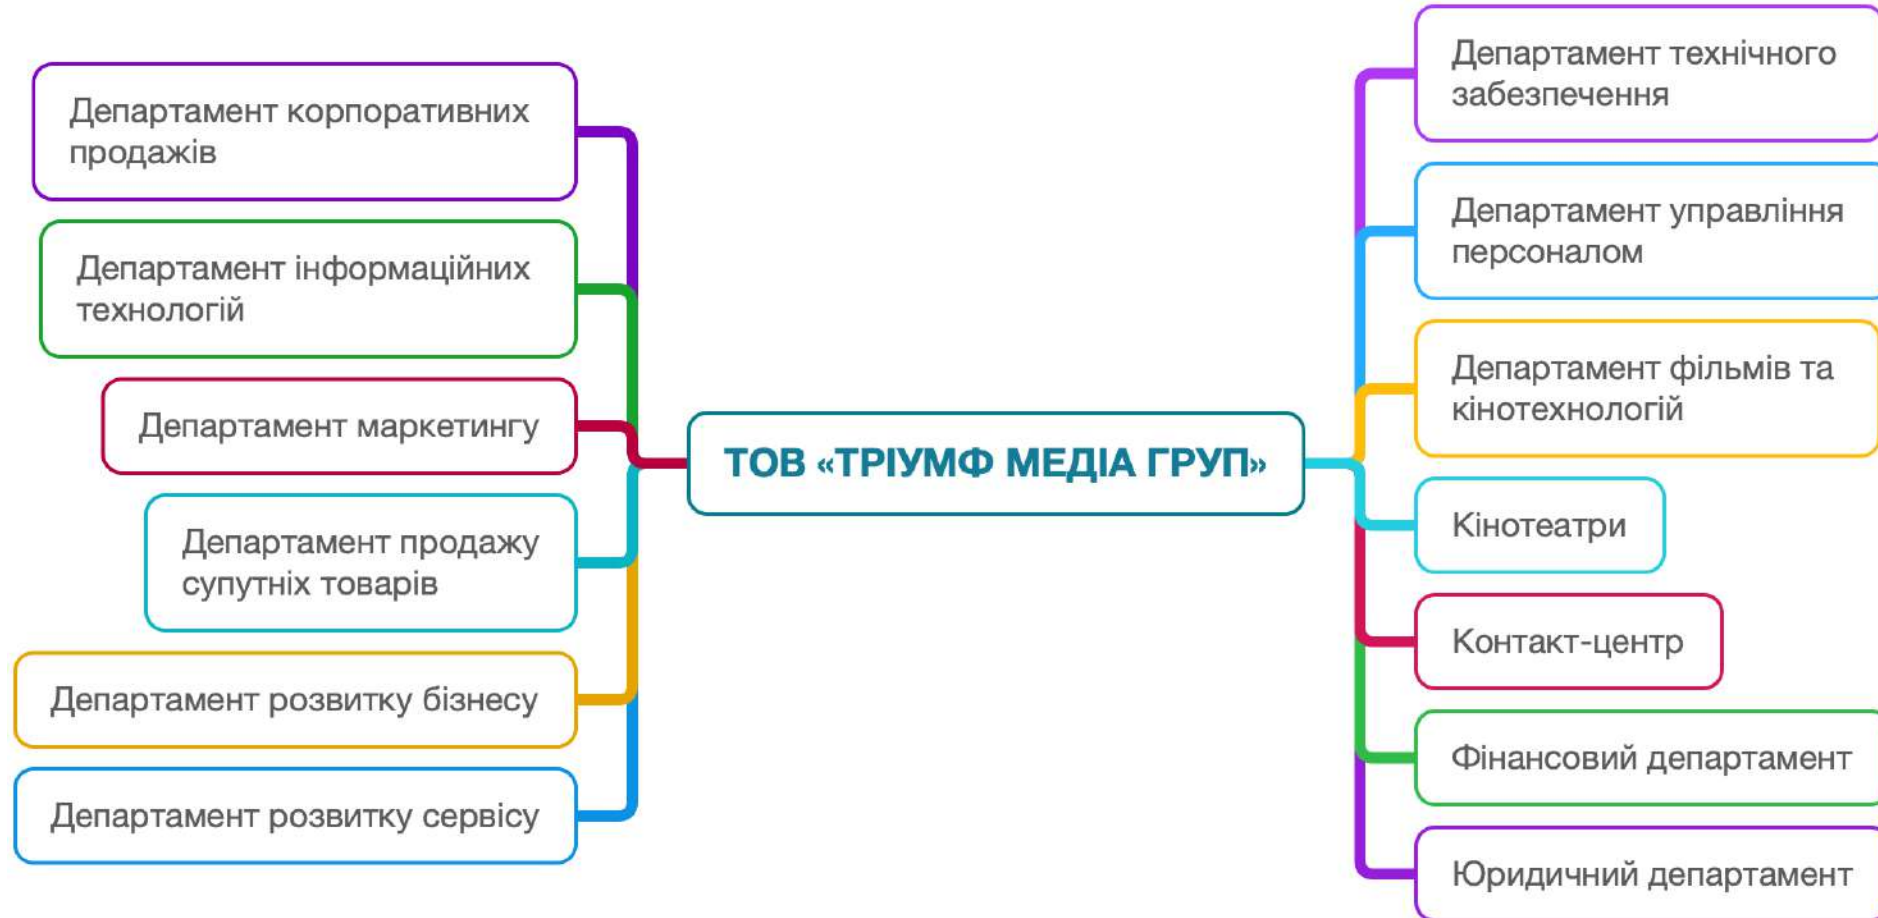 Департамент корпоративних
продажів
Департамент інформаційних
технологій
Департамент маркетингу
Департамент продажу
супутніх товарів
Департамент розвитку бізнесу
Департамент розвитку сервісу
ТОВ «ТРІУМФ МЕДІА ГРУП»
Департамент технічного
забезпечення
Департамент управління
персоналом
Департамент фільмів та
кінотехнологій
Кінотеатри
Контакт-центр
Фінансовий департамент
Юридичний департамент